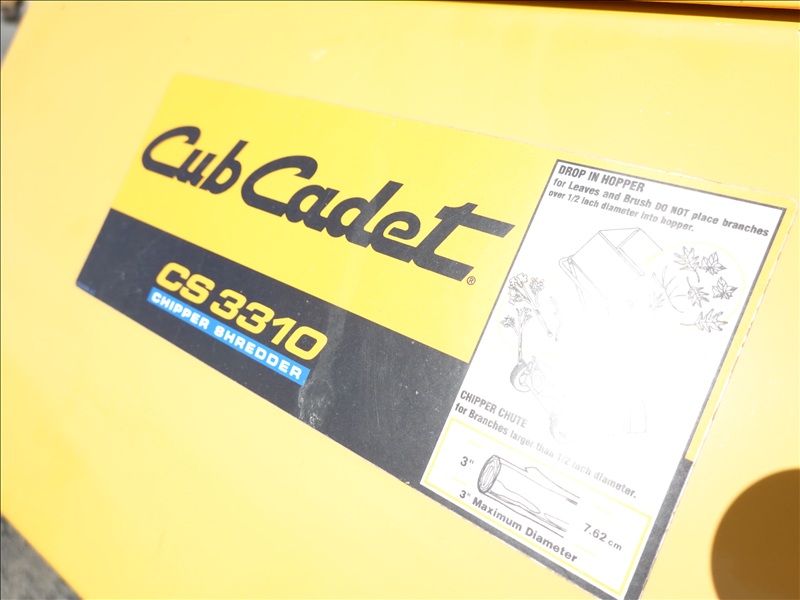 Cub Cadet®
CS 3310
CHIPPER SHREDDER
DROP IN HOPPER
for Leaves and Brush DO NOT place branches
over 1/2 inch diameter into hopper.
CHIPPER CHUTE
for Branches larger than 1/2 inch diameter.
3"
7.62 cm
3" Maximum Diameter